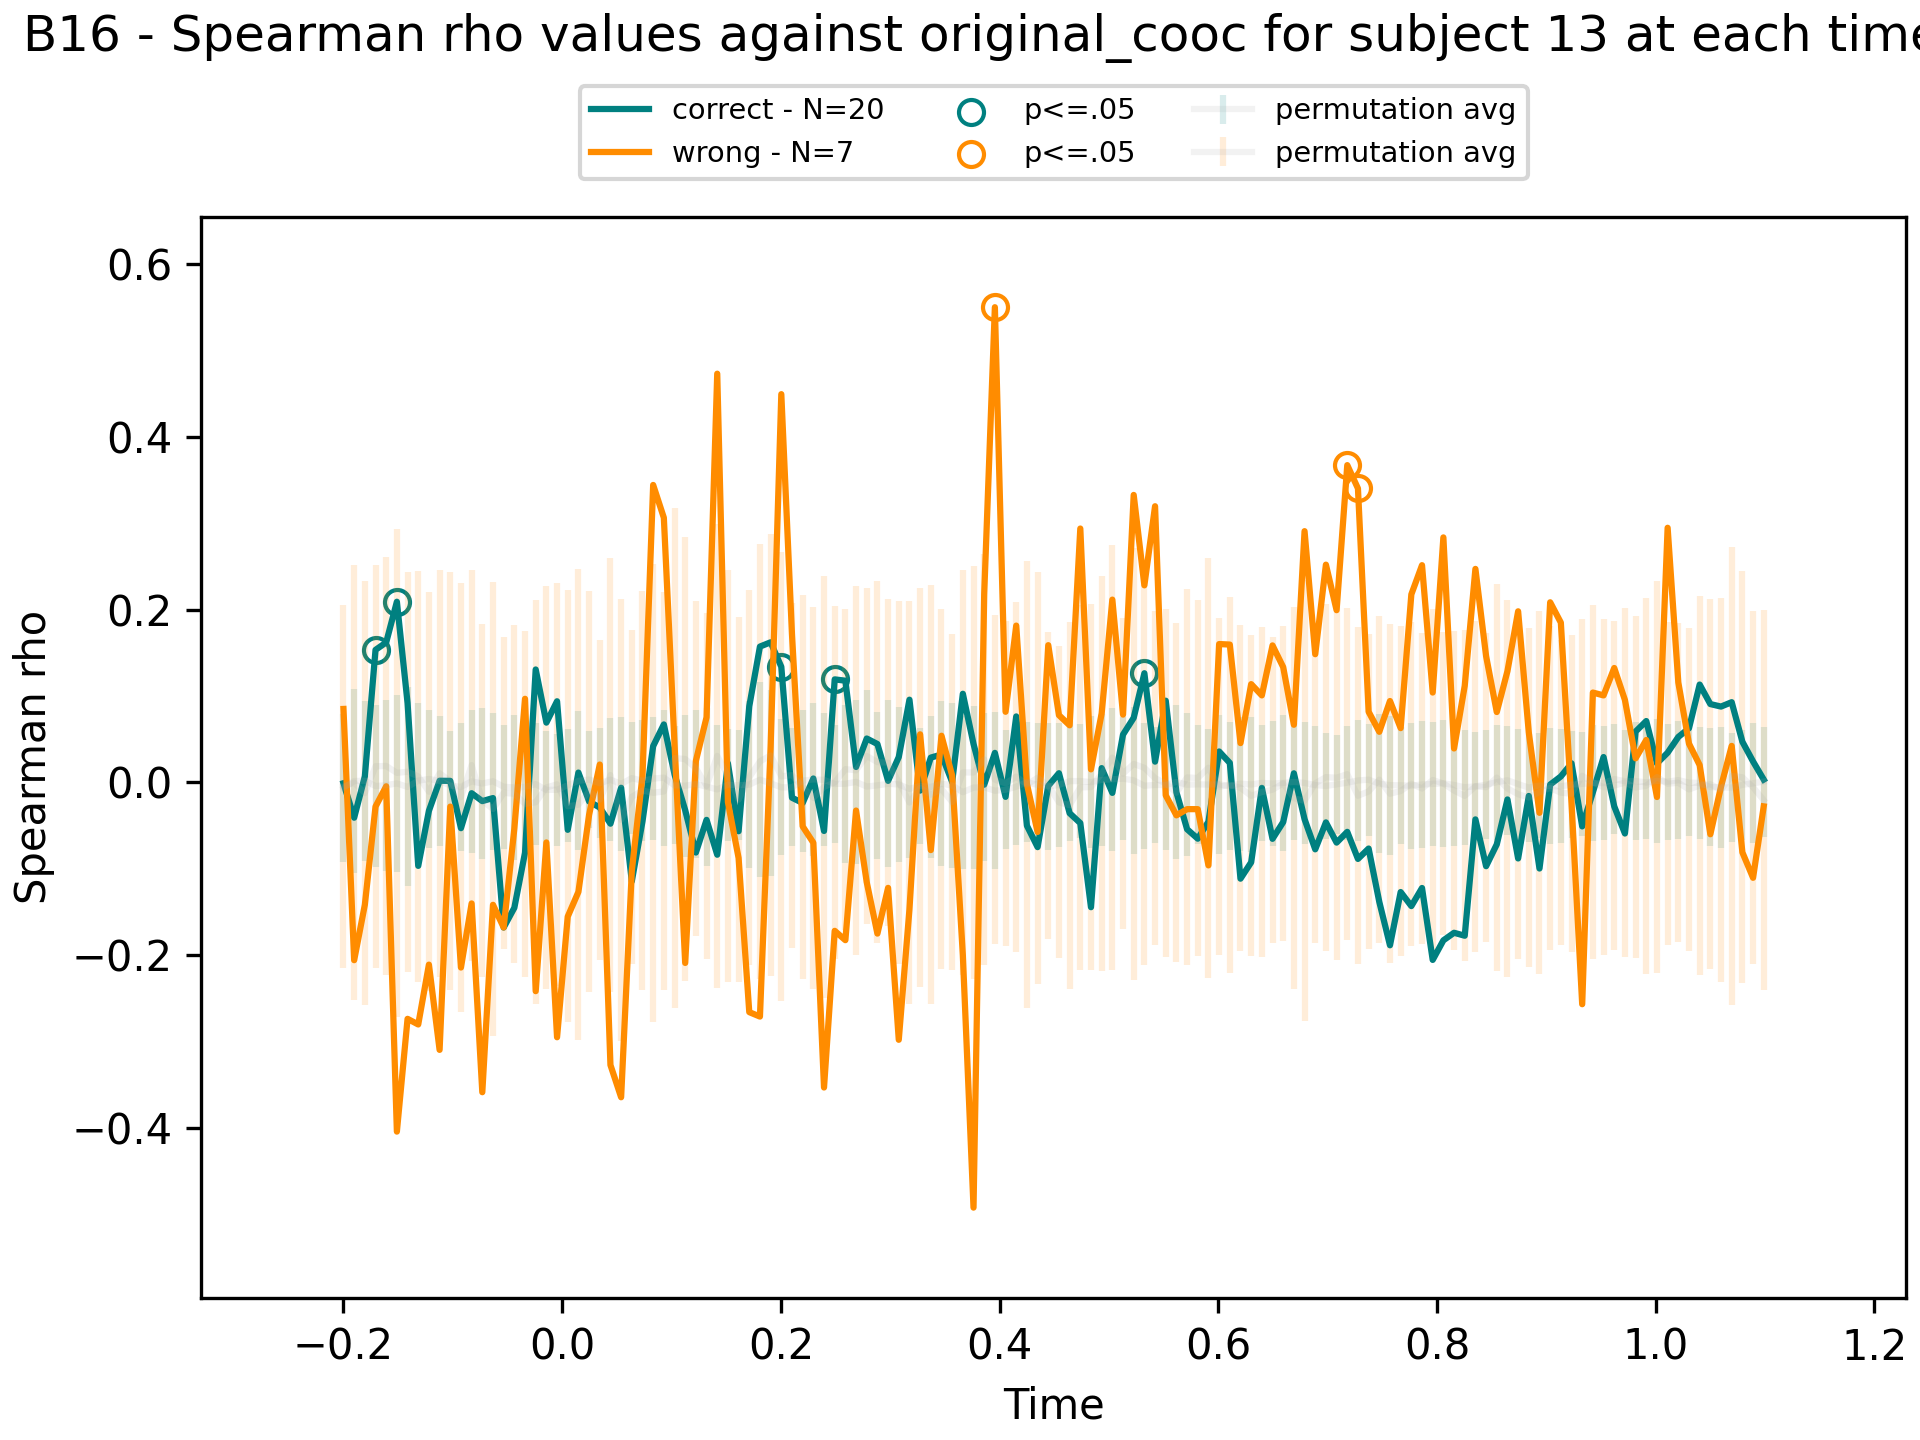 B16 - Spearman rho values against original_cooc for subject 13 at each time
correct - N=20
wrong - N=7
p<=.05
p<=.05
permutation avg
permutation avg
Spearman rho
0.6
0.4
0.2
0.0
−0.2
−0.4
−0.2 0.0 0.2 0.4 0.6 0.8 1.0 1.2
Time